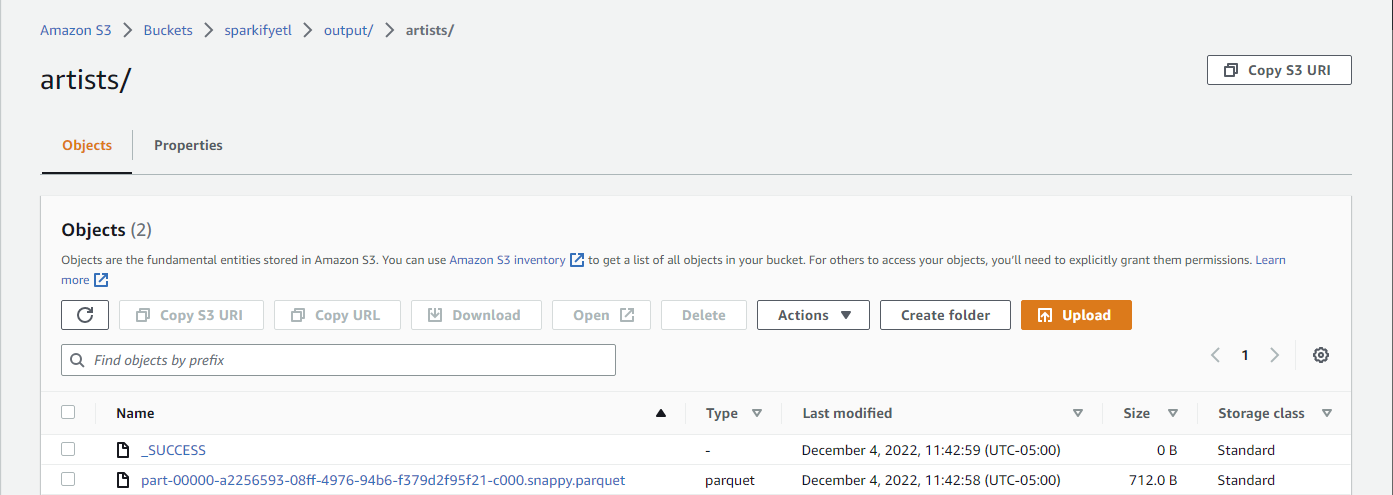 Amazon S3 > Buckets > sparkifyetl > output/ > artists/
artists/
Copy S3 URI
Objects Properties
Objects (2)
Objects are the fundamental entities stored in Amazon S3. You can use Amazon S3 inventory to get a list of all objects in your bucket. For others to access your objects, you'll need to explicitly grant them permissions. Learn
more
Copy S3 URI Copy URL Download Open Delete Actions Create folder Upload
Find objects by prefix
1
Name Type Last modified Size Storage class
_SUCCESS - December 4, 2022, 11:42:59 (UTC-05:00) 0 B Standard
part-00000-a2256593-08ff-4976-94b6-f379d2f95f21-c000.snappy.parquet parquet December 4, 2022, 11:42:58 (UTC-05:00) 712.0 B Standard